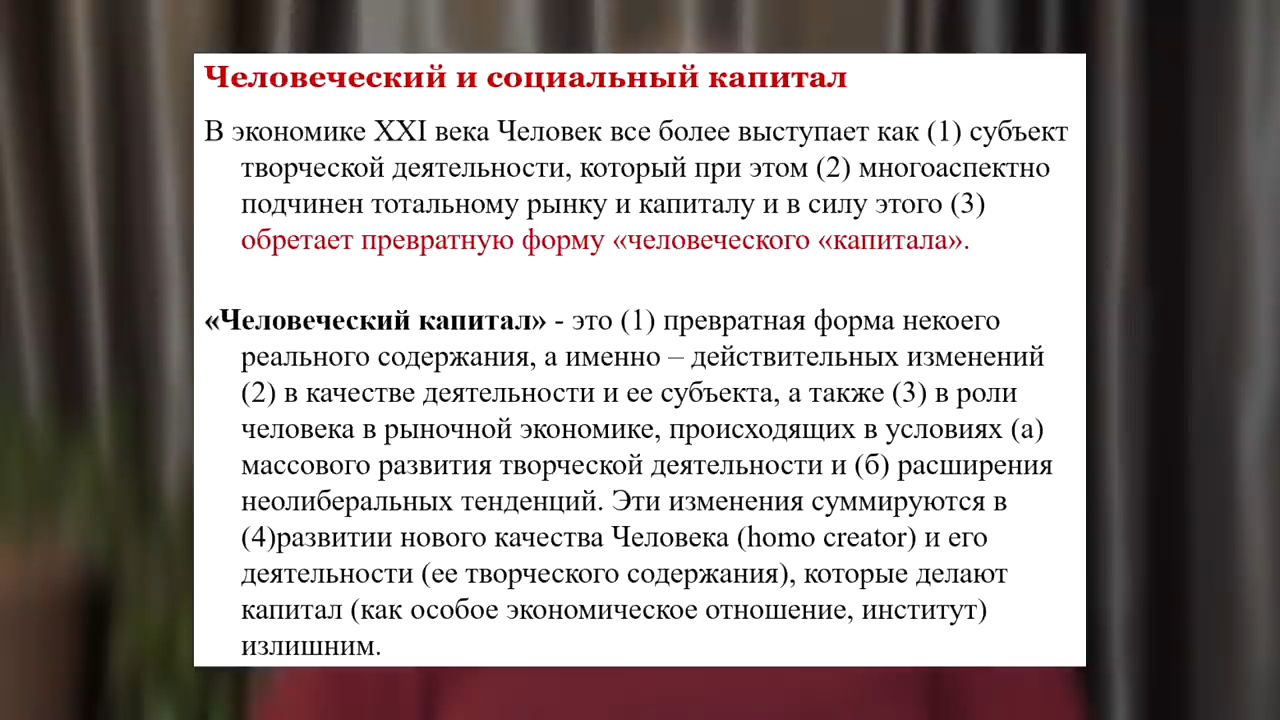 Человеческий и социальный капитал
В экономике XXI века Человек все более выступает как (1) субъект
творческой деятельности, который при этом (2) многоаспектно
подчинен тотальному рынку и капиталу и в силу этого (3)
обретает превратную форму «человеческого «капитала».
«Человеческий капитал» - это (1) превратная форма некоего
реального содержания, а именно – действительных изменений
(2) в качестве деятельности и ее субъекта, а также (3) в роли
человека в рыночной экономике, происходящих в условиях (а)
массового развития творческой деятельности и (б) расширения
неолиберальных тенденций. Эти изменения суммируются в
(4)развитии нового качества Человека (homo creator) и его
деятельности (ее творческого содержания), которые делают
капитал (как особое экономическое отношение, институт)
излишним.